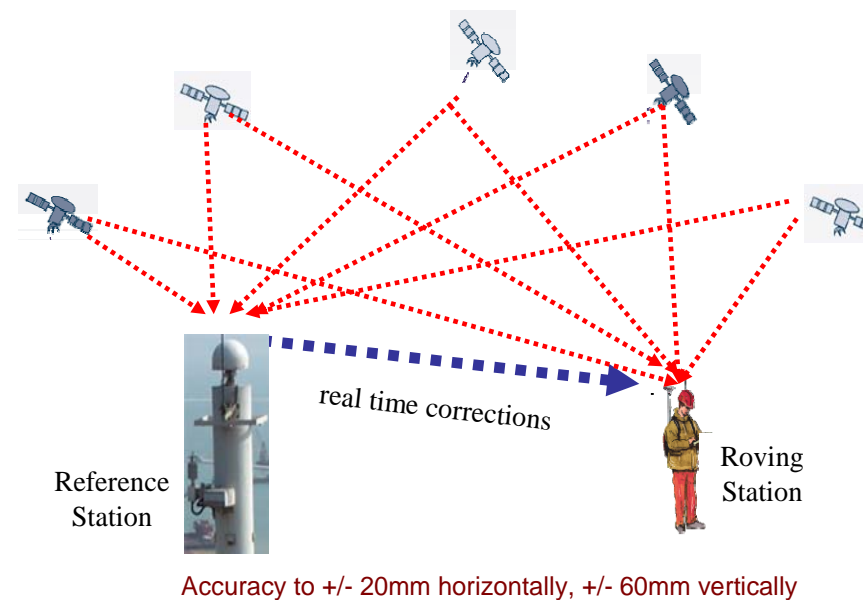 real time corrections
Reference
Station
Roving
Station
Accuracy to +/- 20mm horizontally, +/- 60mm vertically